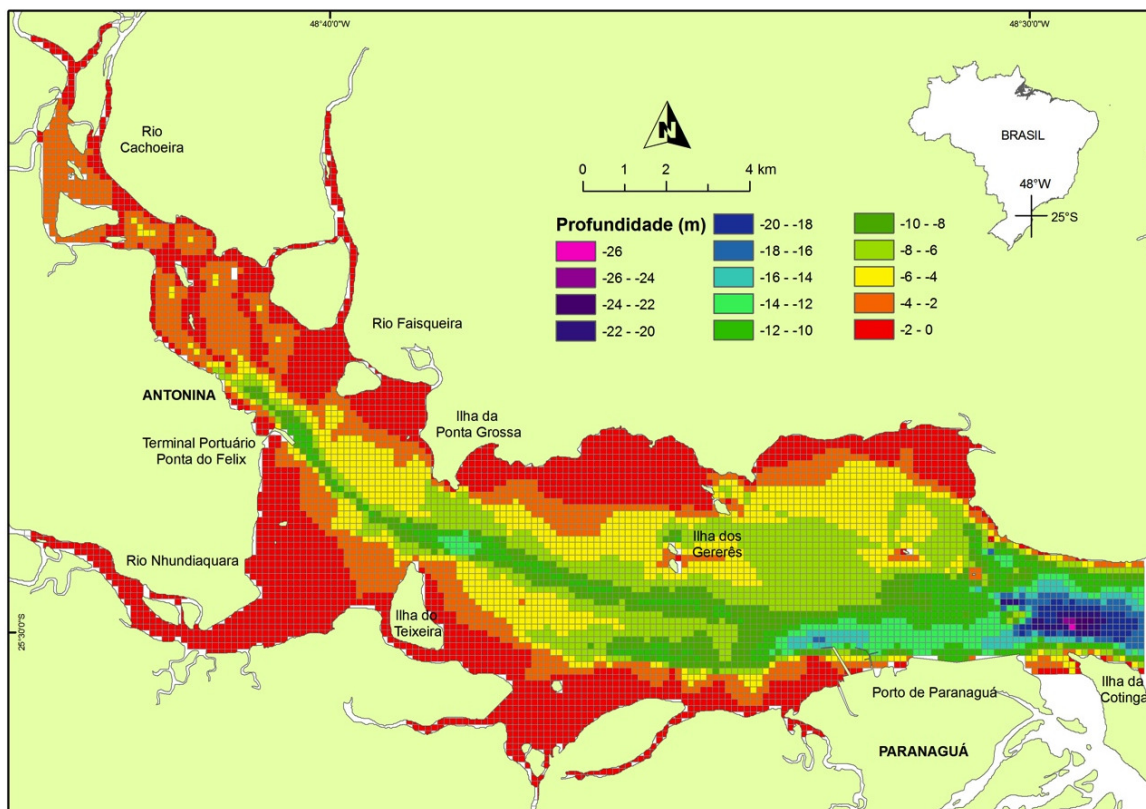 48°40'0"W
48°30'0"W
Rio
Cachoeira
N
BRASIL
0 1 2 4 km
48°W
25°S
Profundidade (m)
-26
-26 - -24
-24 - -22
-22 - -20
-20 - -18
-18 - -16
-16 - -14
-14 - -12
-12 - -10
-10 - -8
-8 - -6
-6 - -4
-4 - -2
-2 - 0
Rio Faisqueira
ANTONINA
Ilha da
Ponta Grossa
Terminal Portuário
Ponta do Felix
Ilha dos
Gererês
Rio Nhundiaquara
Ilha do
Teixeira
25°30'0"S
Porto de Paranaguá
Ilha da
Cotinga
PARANAGUÁ